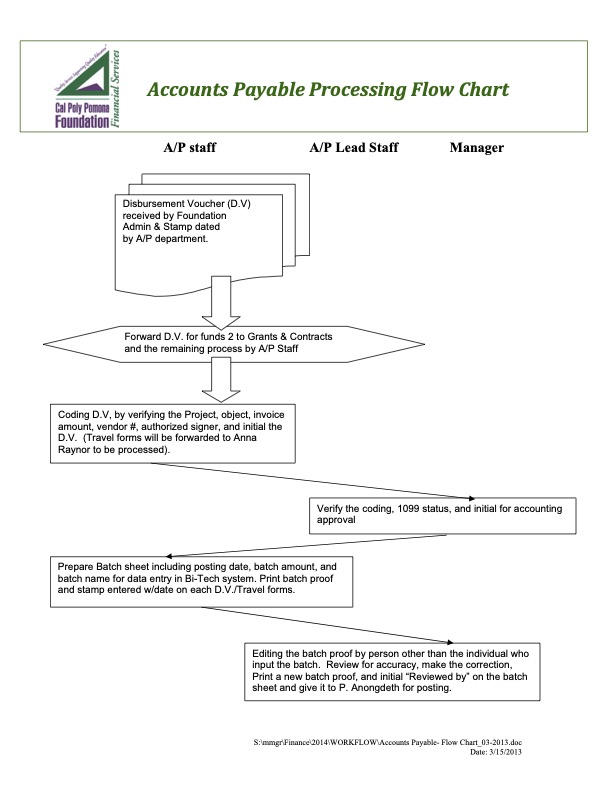 "Quality Service Supporting Quality Education"
Financial Services
Cal Poly Pomona
Foundation
Accounts Payable Processing Flow Chart
A/P staff A/P Lead Staff Manager
Disbursement Voucher (D.V)
received by Foundation
Admin & Stamp dated
by A/P department.
Forward D.V. for funds 2 to Grants & Contracts
and the remaining process by A/P Staff
Coding D.V, by verifying the Project, object, invoice
amount, vendor #, authorized signer, and initial the
D.V. (Travel forms will be forwarded to Anna
Raynor to be processed).
Verify the coding, 1099 status, and initial for accounting
approval
Prepare Batch sheet including posting date, batch amount, and
batch name for data entry in Bi-Tech system. Print batch proof
and stamp entered w/date on each D.V./Travel forms.
Editing the batch proof by person other than the individual who
input the batch. Review for accuracy, make the correction,
Print a new batch proof, and initial “Reviewed by” on the batch
sheet and give it to P. Anongdeth for posting.
S:\mmgr\Finance\2014\WORKFLOW\Accounts Payable- Flow Chart_03-2013.doc
Date: 3/15/2013